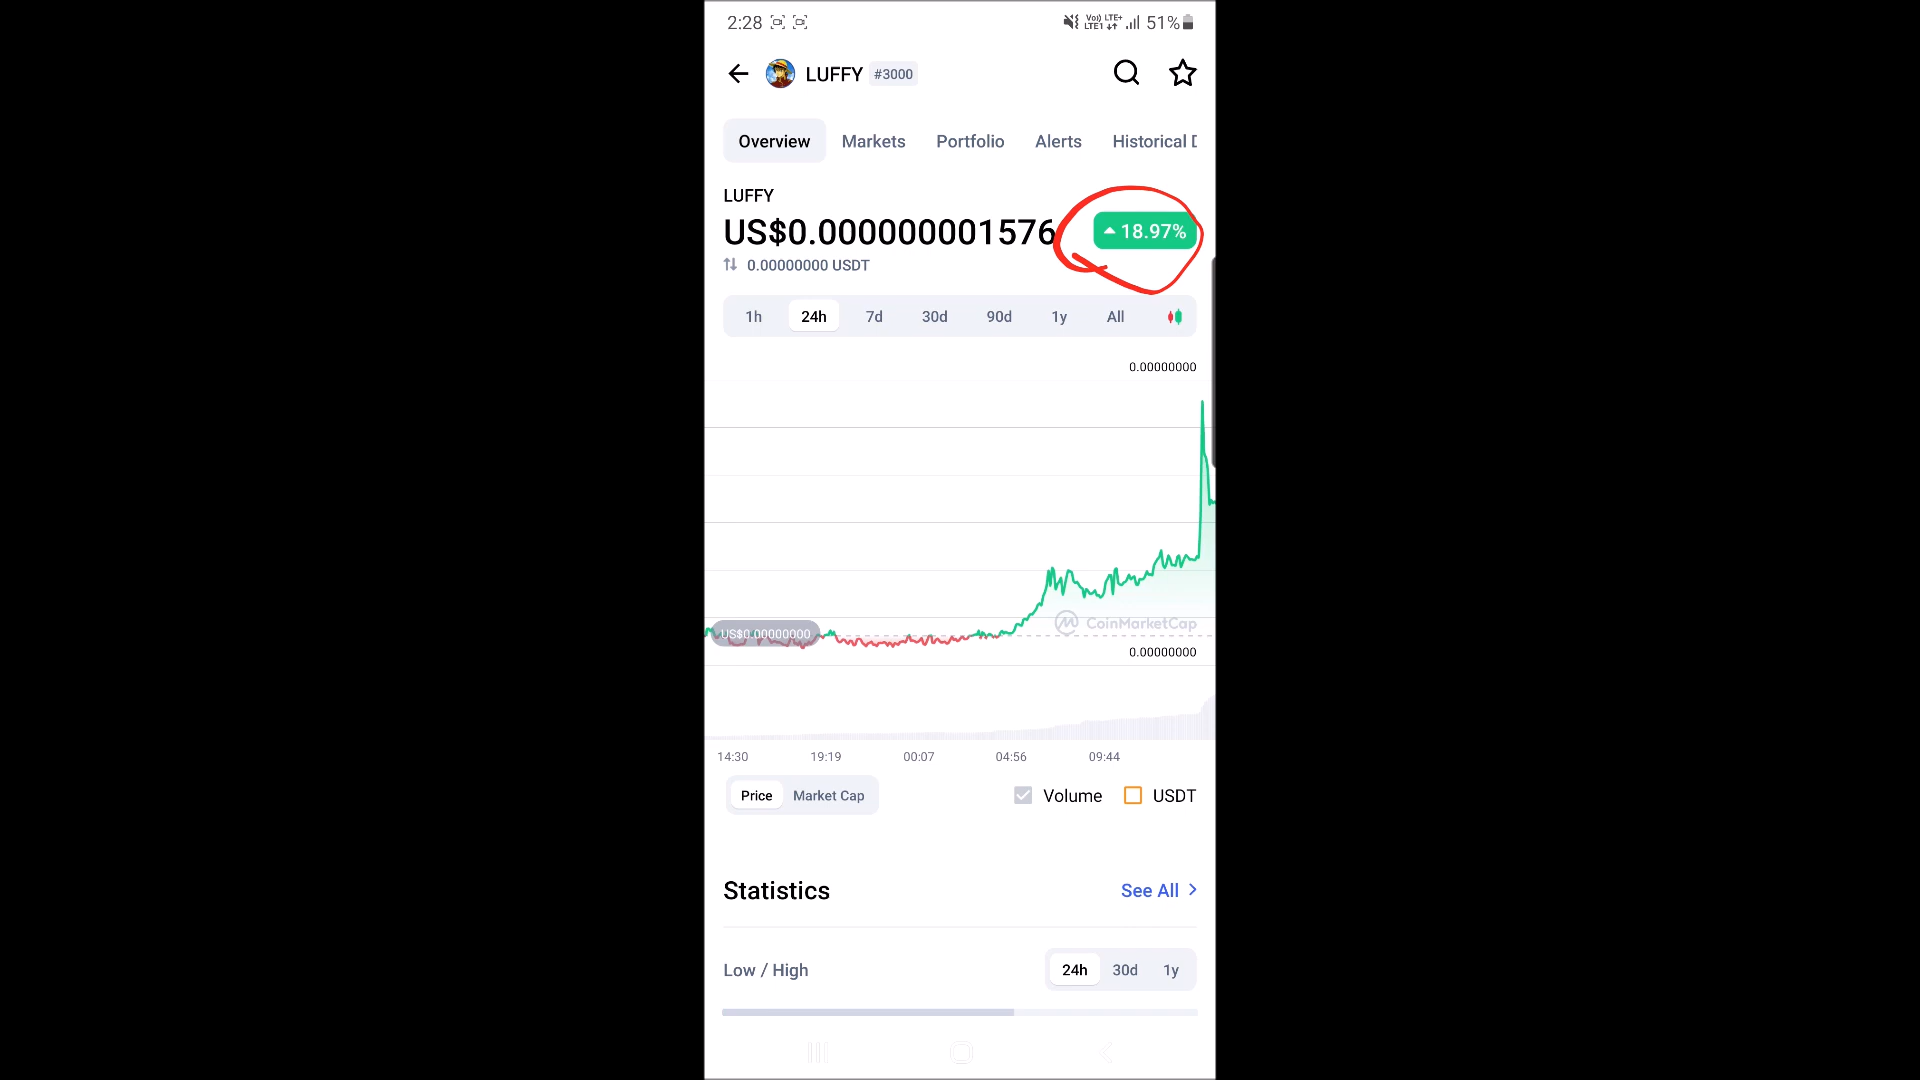 2:28 Vo) LTE+ LTE1 51%
LUFFY #3000
Overview Markets Portfolio Alerts Historical D
LUFFY
US$0.000000001576 18.97%
0.00000000 USDT
1h 24h 7d 30d 90d 1y All
0.00000000
CoinMarketCap
US$0.00000000
0.00000000
14:30 19:19 00:07 04:56 09:44
Price Market Cap Volume USDT
Statistics See All
Low / High 24h 30d 1y